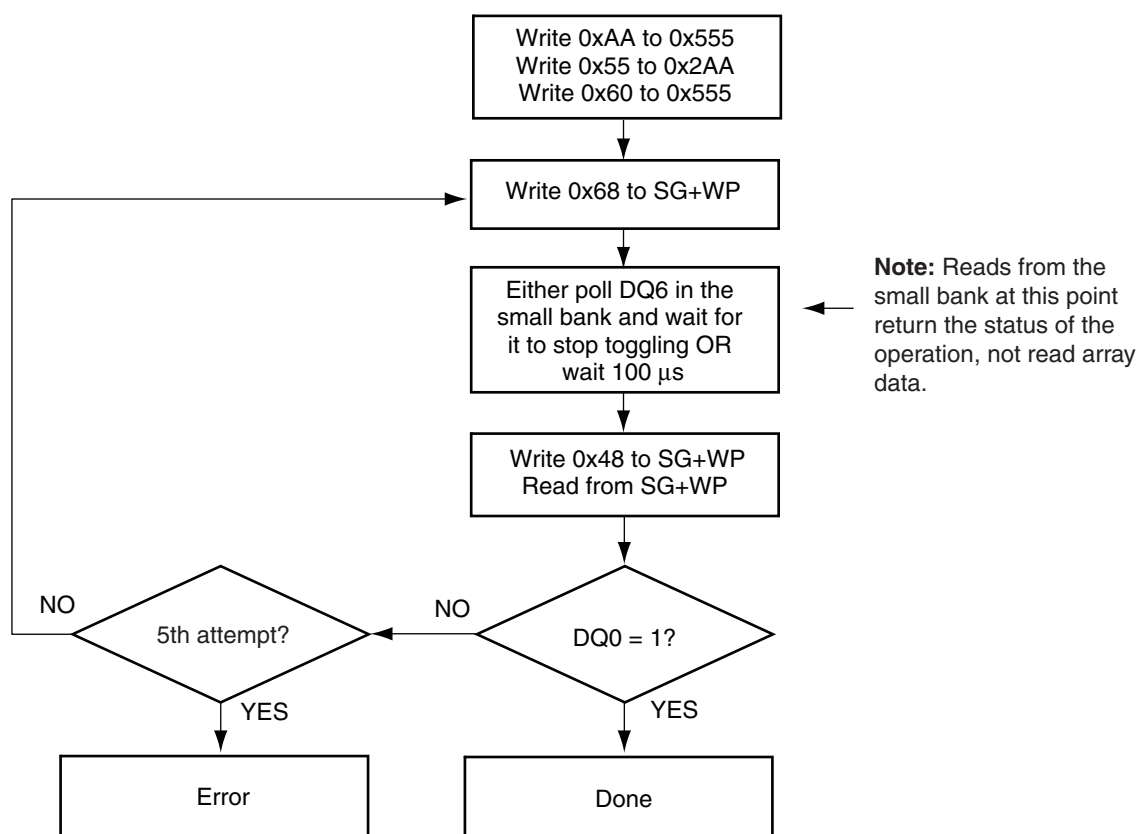 Write 0xAA to 0x555
Write 0x55 to 0x2AA
Write 0x60 to 0x555
Write 0x68 to SG+WP
Either poll DQ6 in the
small bank and wait for
it to stop toggling OR
wait 100 μs
Note: Reads from the
small bank at this point
return the status of the
operation, not read array
data.
Write 0x48 to SG+WP
Read from SG+WP
NO
5th attempt?
NO
DQ0 = 1?
YES
YES
Error
Done